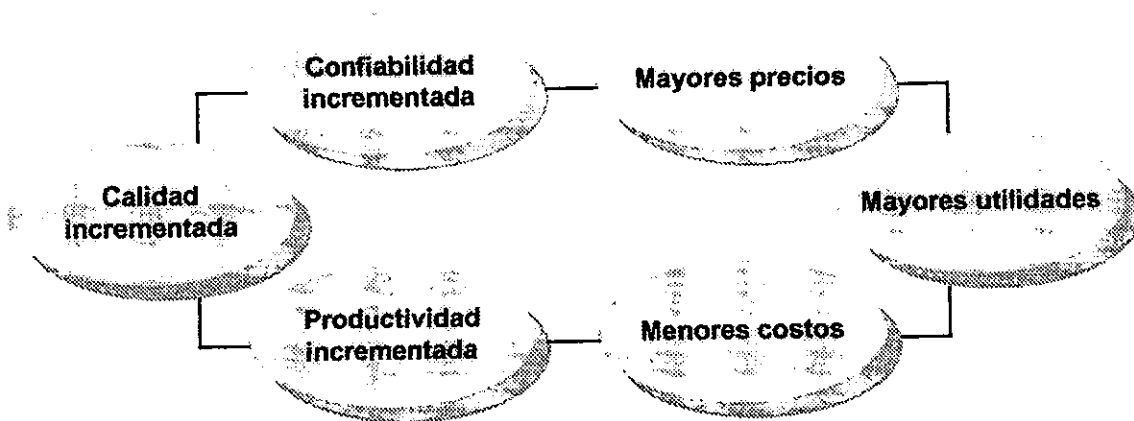 Confiabilidad
incrementada
Mayores precios
Calidad
incrementada
Mayores utilidades
Productividad
incrementada
Menores costos